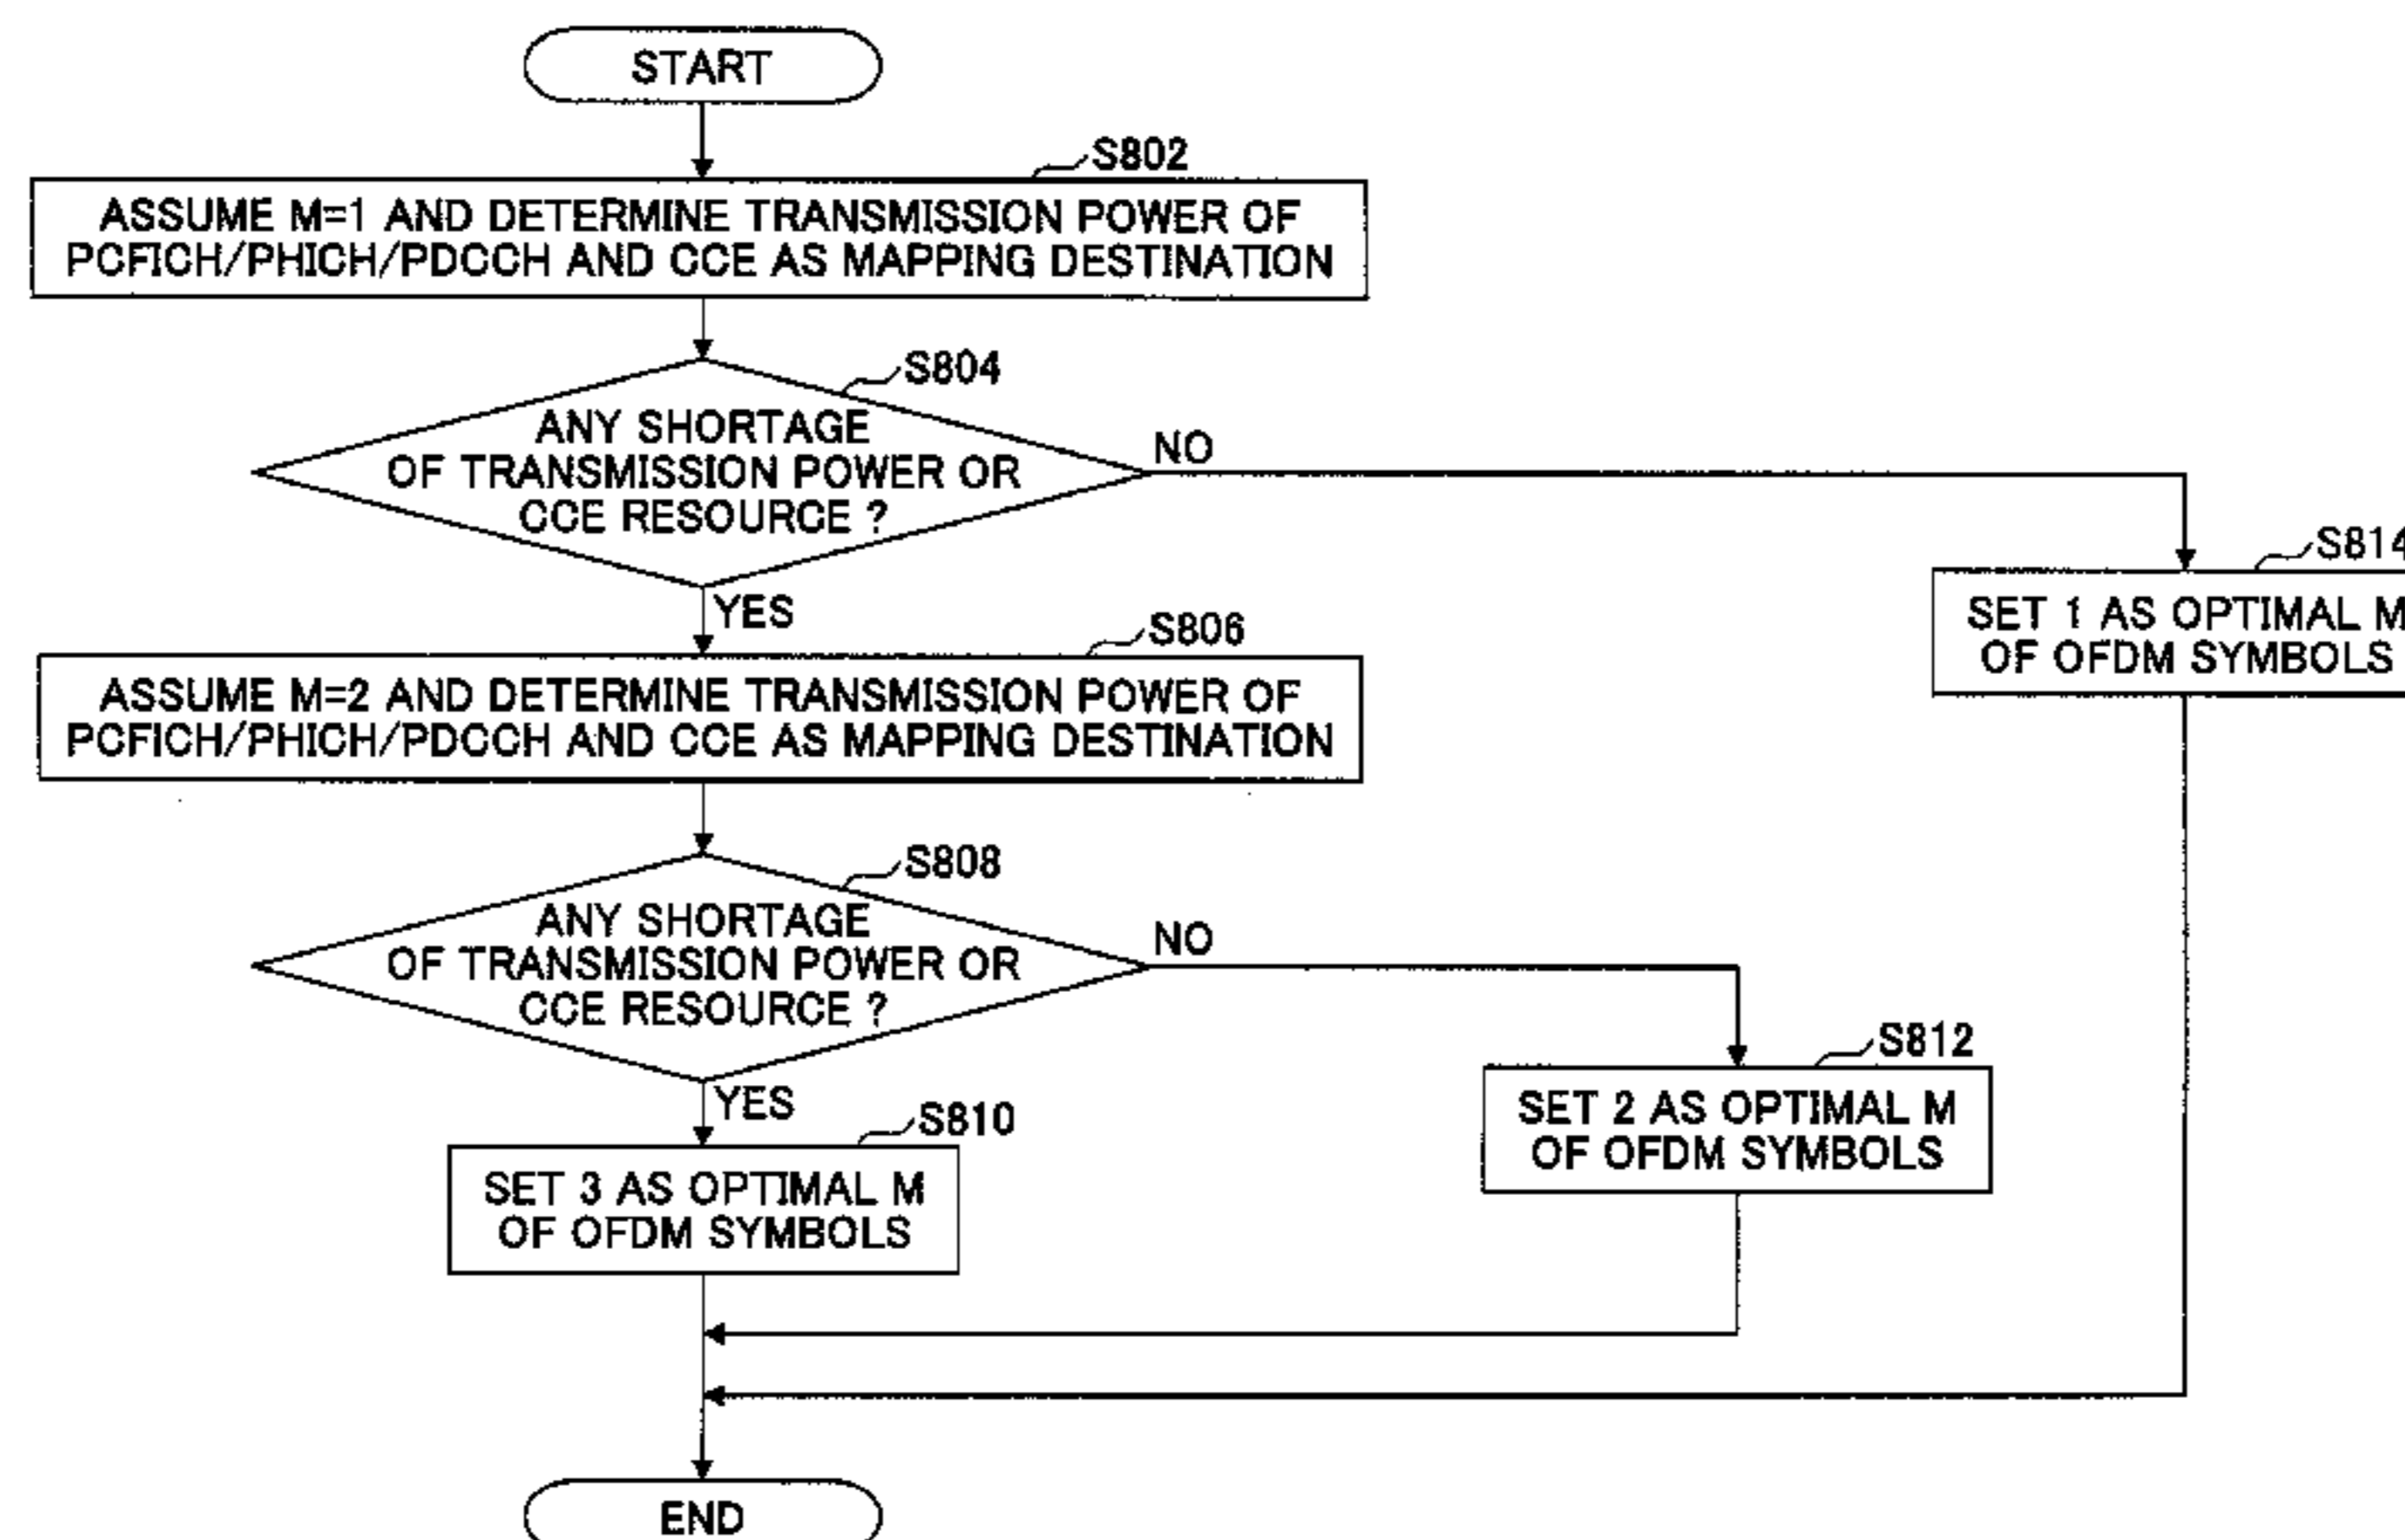 START
S802
ASSUME M=1 AND DETERMINE TRANSMISSION POWER OF
PCFICH/PHICH/PDCCH AND CCE AS MAPPING DESTINATION
S804
ANY SHORTAGE
OF TRANSMISSION POWER OR
CCE RESOURCE ?
NO
S814
SET 1 AS OPTIMAL M
OF OFDM SYMBOLS
YES
S806
ASSUME M=2 AND DETERMINE TRANSMISSION POWER OF
PCFICH/PHICH/PDCCH AND CCE AS MAPPING DESTINATION
S808
ANY SHORTAGE
OF TRANSMISSION POWER OR
CCE RESOURCE ?
NO
S812
SET 2 AS OPTIMAL M
OF OFDM SYMBOLS
YES
S810
SET 3 AS OPTIMAL M
OF OFDM SYMBOLS
END